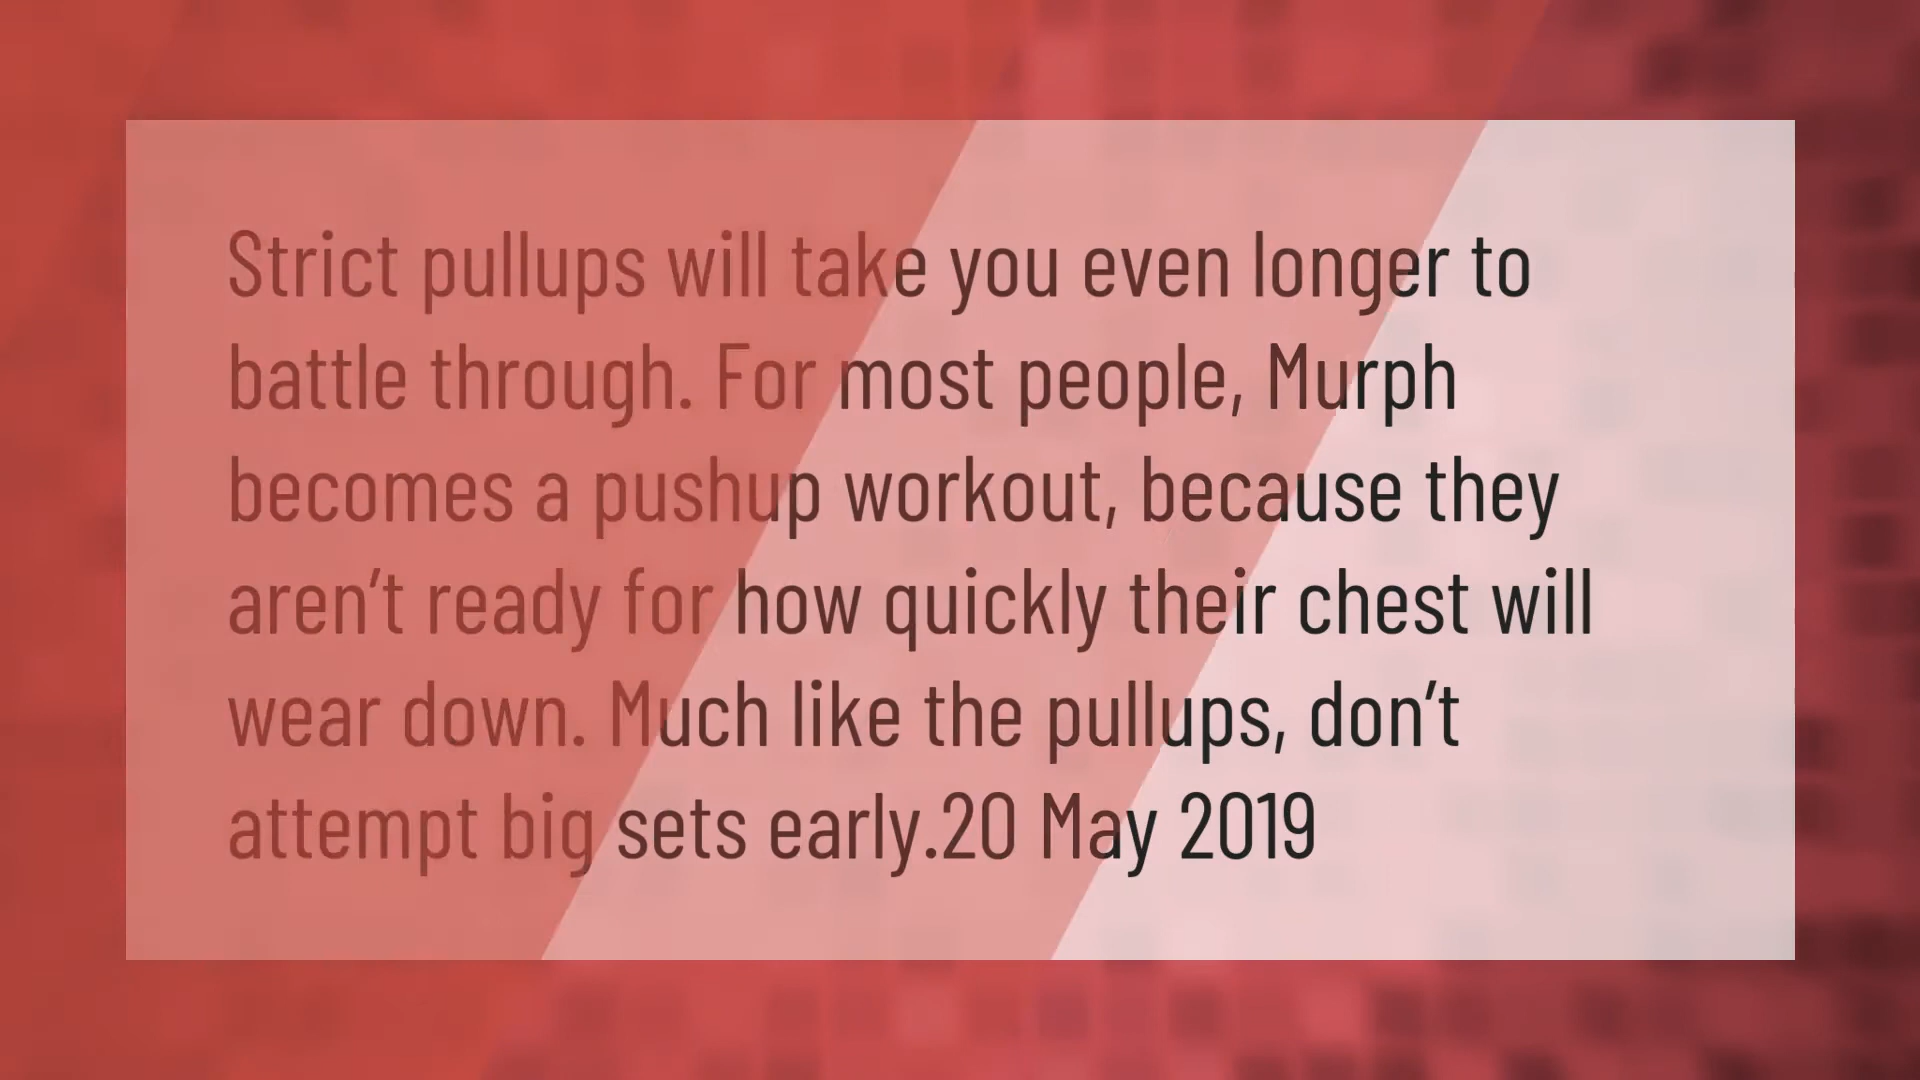 Strict pullups will take you even longer to
battle through. For most people, Murph
becomes a pushup workout, because they
aren’t ready for how quickly their chest will
wear down. Much like the pullups, don’t
attempt big sets early.20 May 2019